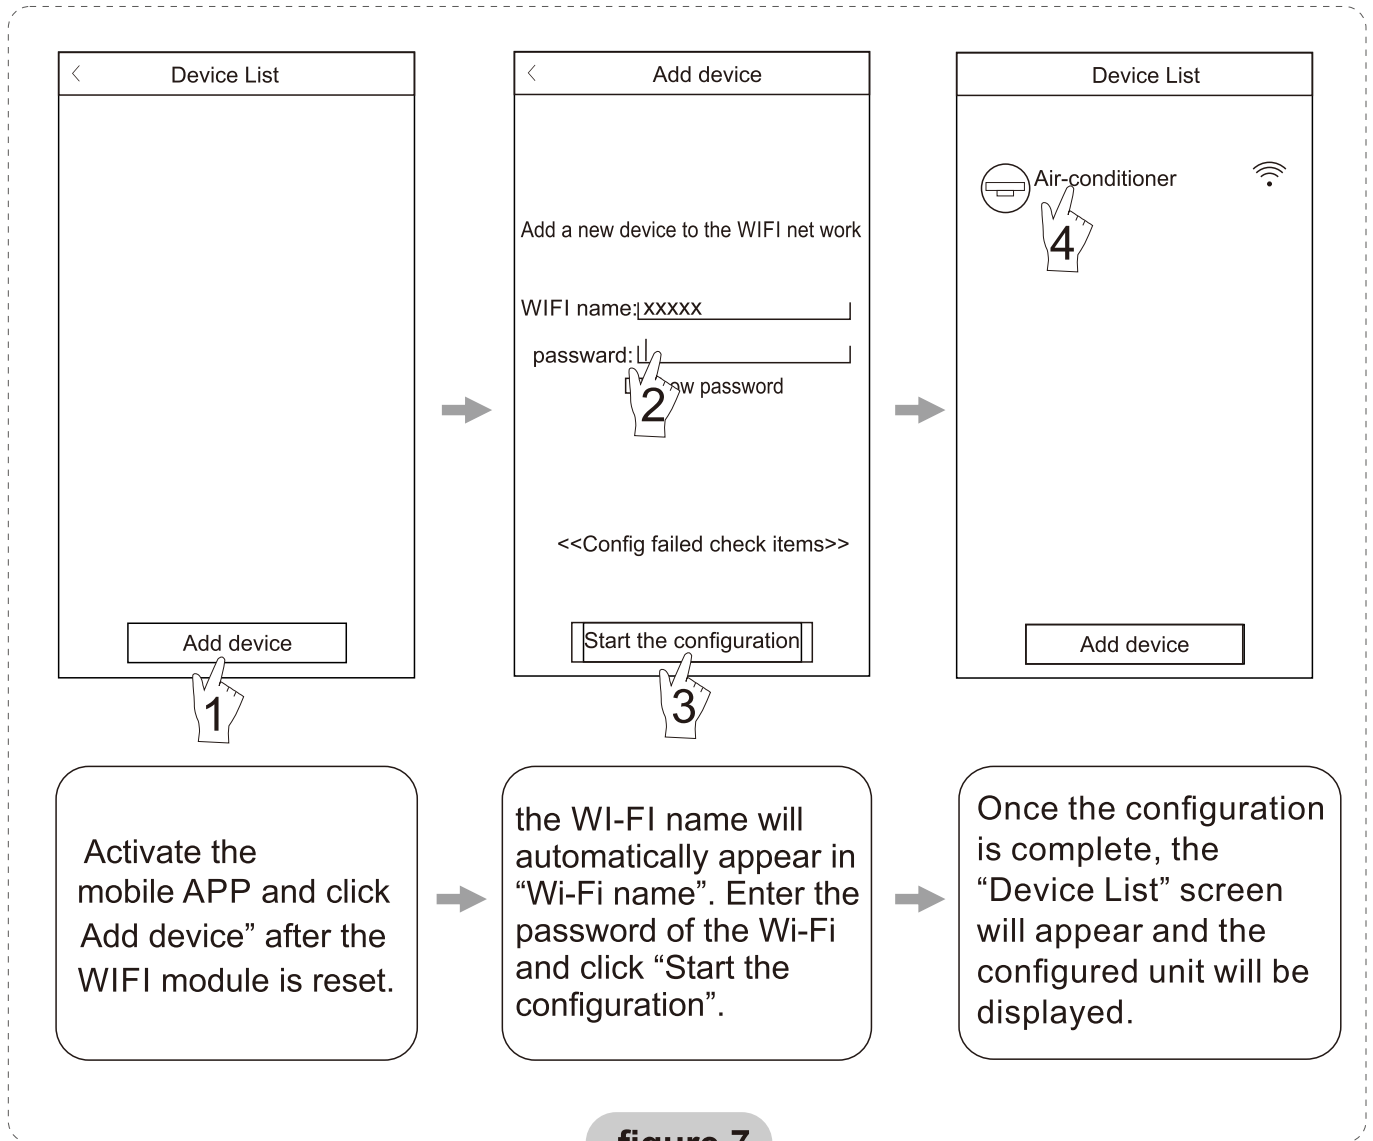 Device List
Add device
1
Add device
Add a new device to the WIFI net work
WIFI name: xxxxx
passward:
ow password
2
<<Config failed check items>>
Start the configuration
3
Device List
Air-conditioner
4
Add device
Activate the
mobile APP and click
Add device” after the
WIFI module is reset.
the WI-FI name will
automatically appear in
“Wi-Fi name”. Enter the
password of the Wi-Fi
and click “Start the
configuration”.
Once the configuration
is complete, the
“Device List” screen
will appear and the
configured unit will be
displayed.
figure 7